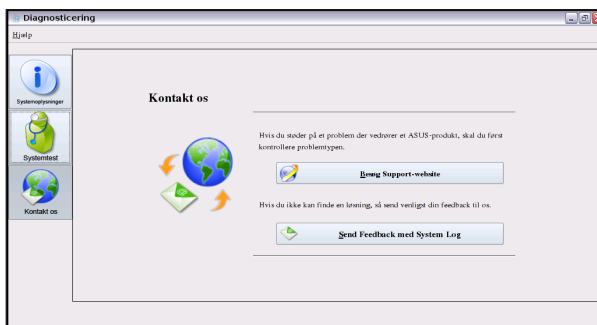 Diagnosticering
Hjælp
Systemoplysninger
Systemtest
Kontakt os
Kontakt os
Hvis du støder på et problem der vedrører et ASUS-produkt, skal du først
kontrollere problemtypen.
Besøg Support-website
Hvis du ikke kan finde en løsning, så send venligst din feedback til os.
Send Feedback med System Log